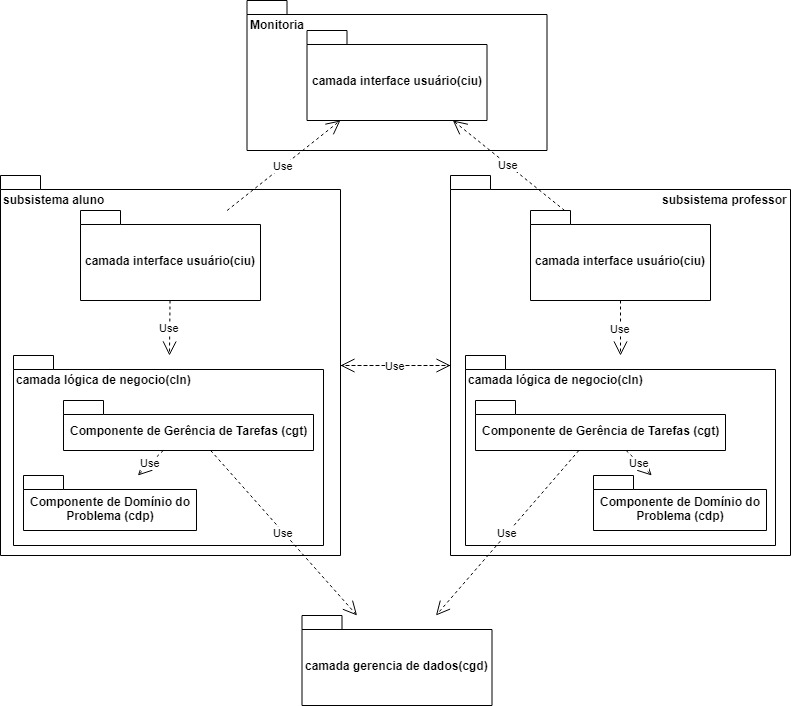 Monitoria
camada interface usuário(ciu)
Use
Use
subsistema aluno
subsistema professor
camada interface usuário(ciu)
camada interface usuário(ciu)
Use
Use
Use
camada lógica de negocio(cln)
camada lógica de negocio(cln)
Componente de Gerência de Tarefas (cgt)
Componente de Gerência de Tarefas (cgt)
Use
Use
Componente de Domínio do
Problema (cdp)
Componente de Domínio do
Problema (cdp)
Use
Use
camada gerencia de dados(cgd)